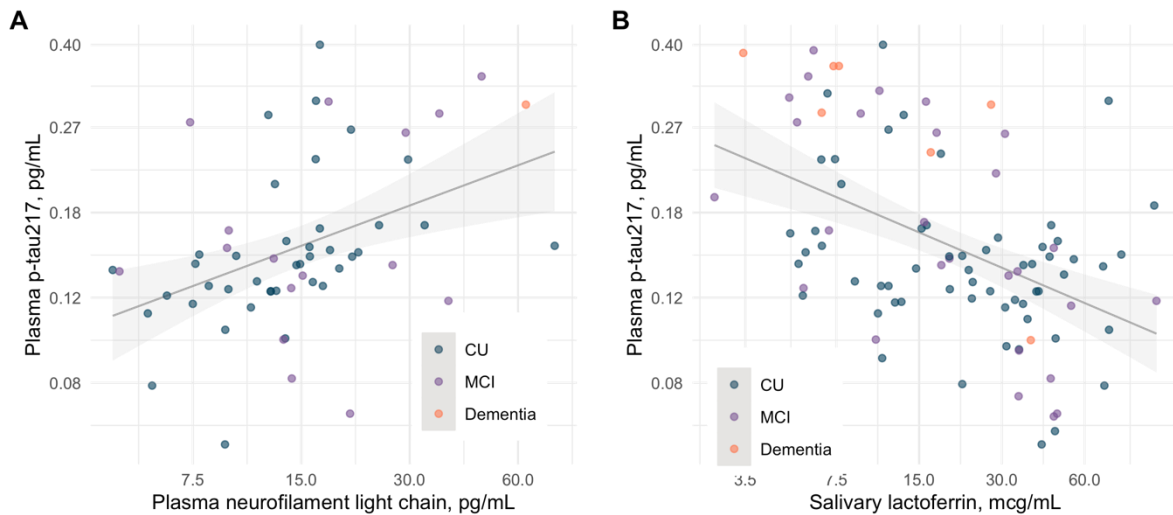 A
Plasma p-tau217, pg/mL
0.40
0.27
0.18
0.12
0.08
CU
MCI
Dementia
7.5 15.0 30.0 60.0
Plasma neurofilament light chain, pg/mL
B
Plasma p-tau217, pg/mL
0.40
0.27
0.18
0.12
0.08
CU
MCI
Dementia
3.5 7.5 15.0 30.0 60.0
Salivary lactoferrin, mcg/mL